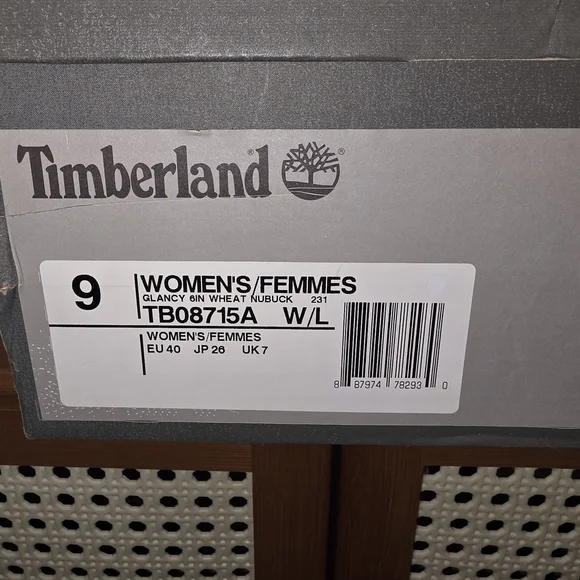 Timberland® ®
9
WOMEN'S/FEMMES
GLANCY 6IN WHEAT NUBUCK 231
TB08715A W/L
WOMEN'S/FEMMES
EU 40 JP 26 UK 7
8 87974 78293 0